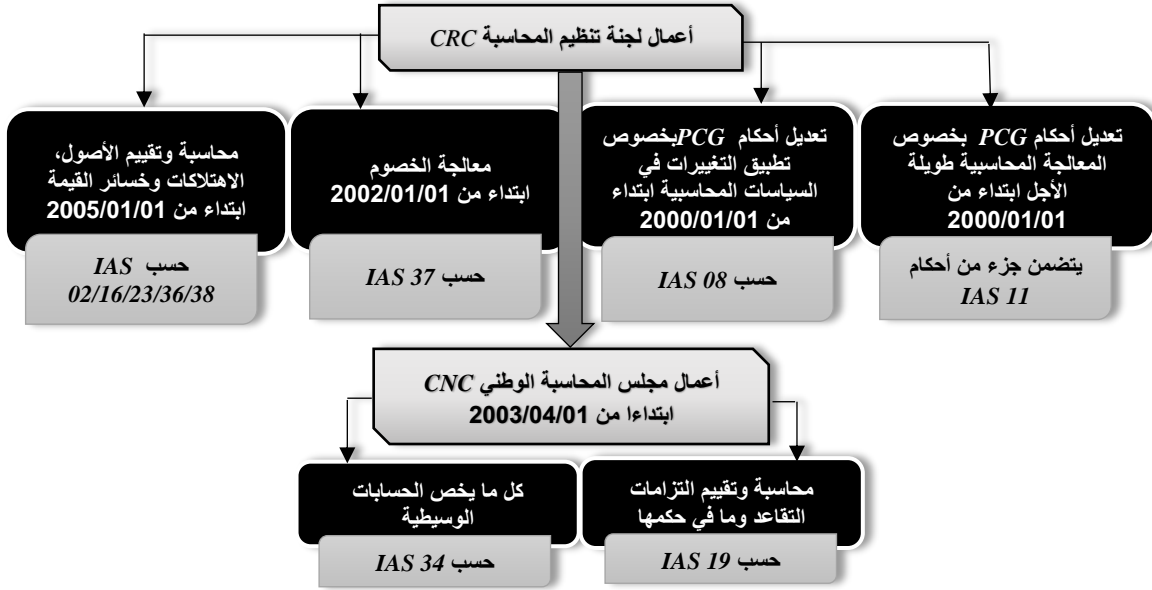 أعمال لجنة تنظيم المحاسبة CRC
تعديل أحكام PCG بخصوص
المعالجة المحاسبية طويلة
الأجل ابتداء من
2000/01/01
يتضمن جزء من أحكام
IAS 11
تعديل أحكام PCGبخصوص
تطبيق التغييرات في
السياسات المحاسبية ابتداء
من 2000/01/01
حسب IAS 08
معالجة الخصوم
ابتداء من 2002/01/01
حسب IAS 37
محاسبة وتقييم الأصول،
الاهتلاكات وخسائر القيمة
ابتداء من 2005/01/01
حسب IAS
02/16/23/36/38
أعمال مجلس المحاسبة الوطني CNC
ابتداءا من 2003/04/01
محاسبة وتقييم التزامات
التقاعد وما في حكمها
حسب IAS 19
كل ما يخص الحسابات
الوسيطية
حسب IAS 34